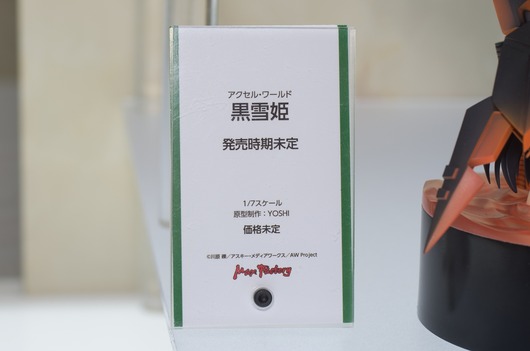 アクセル・ワールド
黒雪姫
発売時期未定
1/7スケール
原型制作：YOSHI
価格未定
©川原 礫／アスキー・メディアワークス／AW Project
Max Factory